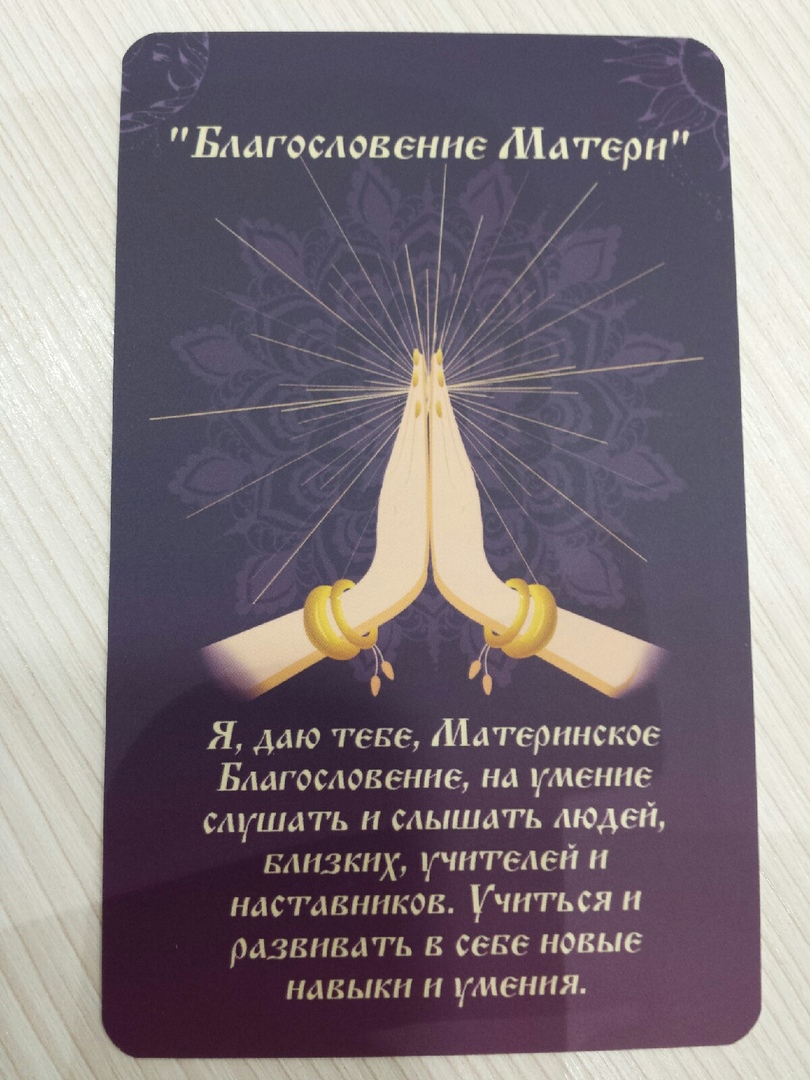 "Благословение Матери"
Я, даю тебе, Материнское
Благословение, на умение
слушать и слышать людей,
близких, учителей и
наставников. Учиться и
развивать в себе новые
навыки и умения.